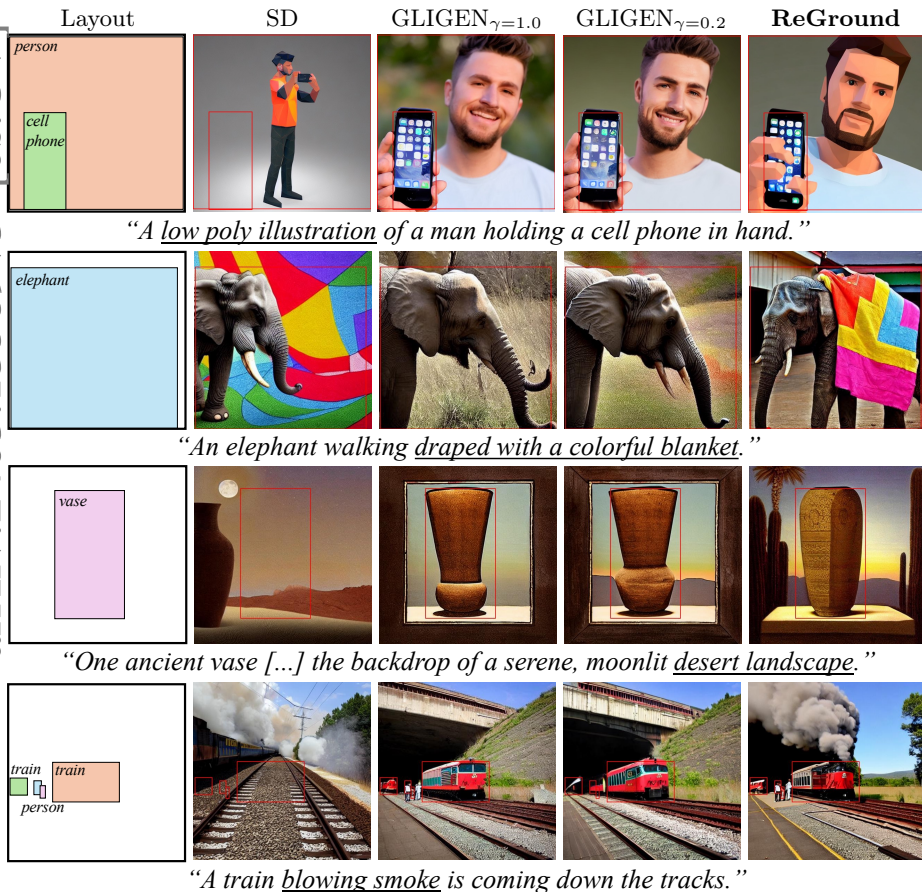 Layout SD GLIGENγ=1.0 GLIGENγ=0.2 ReGround
person
cell
phone
“A low poly illustration of a man holding a cell phone in hand.”
elephant
“An elephant walking draped with a colorful blanket.”
vase
“One ancient vase [...] the backdrop of a serene, moonlit desert landscape.”
train train
person
“A train blowing smoke is coming down the tracks.”